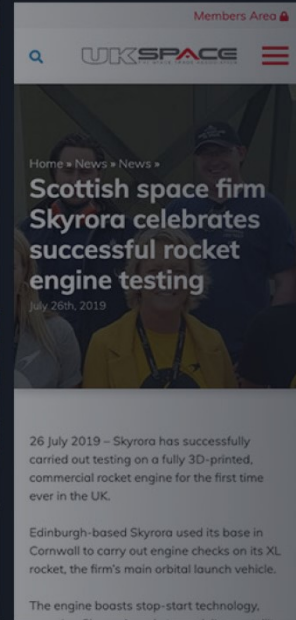 Members Area
UKSPACE
Home » News » News »
Scottish space firm
Skyrora celebrates
successful rocket
engine testing
July 26th, 2019
26 July 2019 – Skyrora has successfully
carried out testing on a fully 3D-printed,
commercial rocket engine for the first time
ever in the UK.
Edinburgh-based Skyrora used its base in
Cornwall to carry out engine checks on its XL
rocket, the firm's main orbital launch vehicle.
The engine boasts stop-start technology,